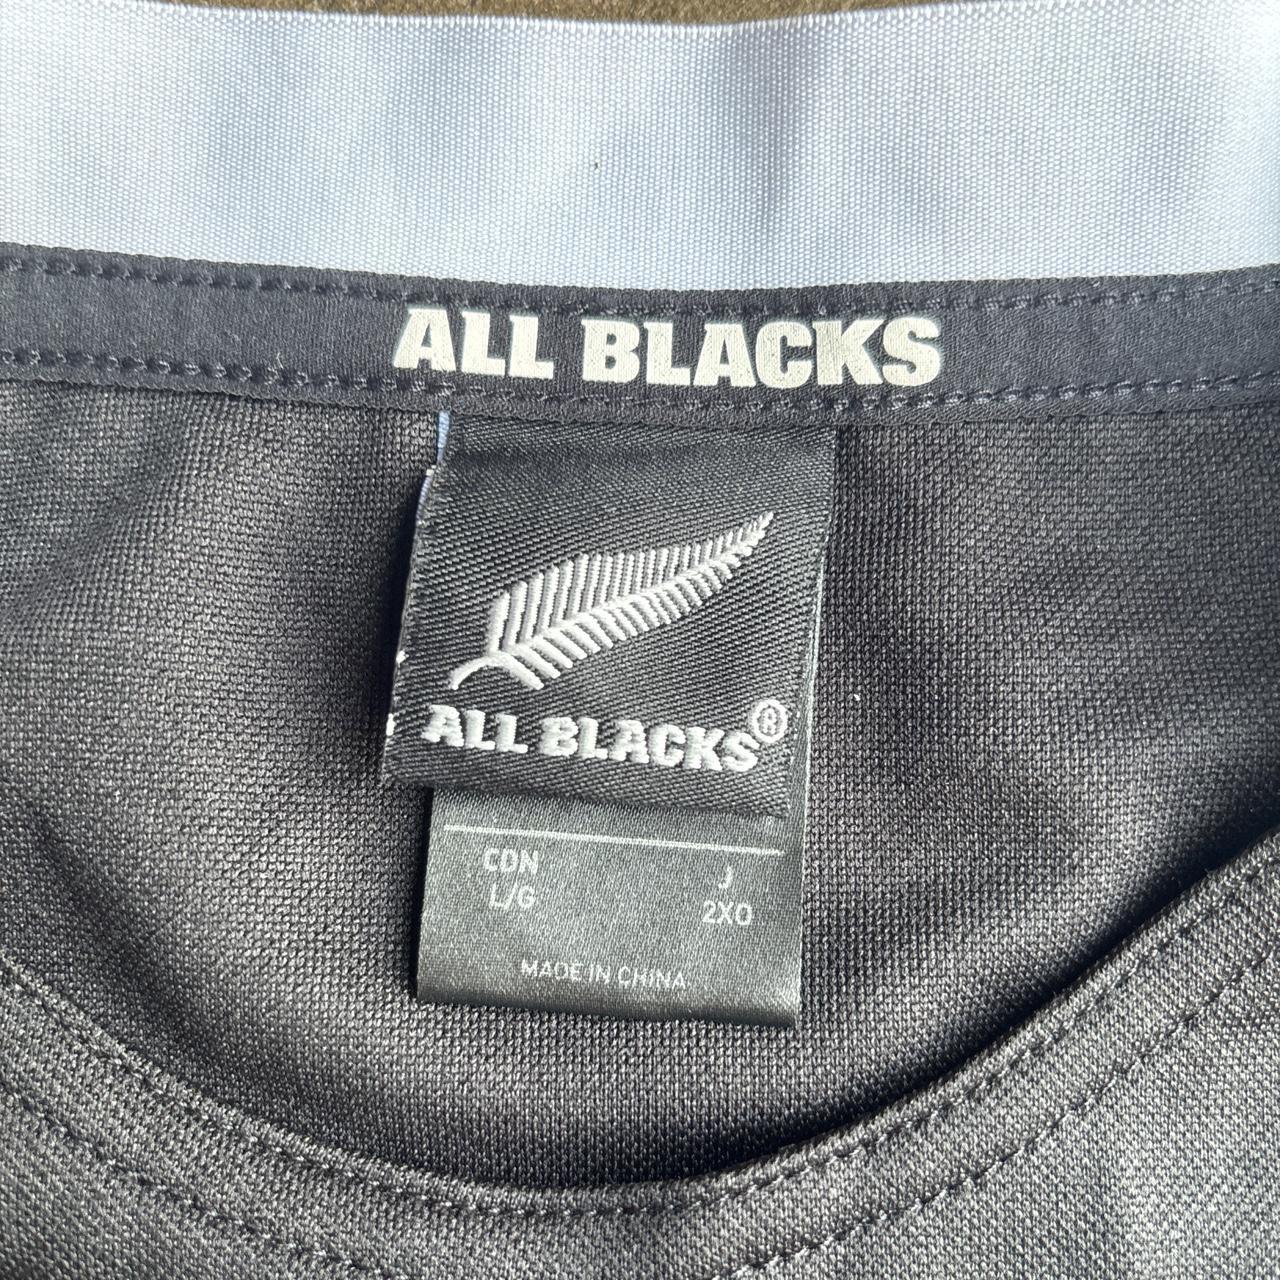 ALL BLACKS
ALL BLACKS®
CDN J
L/G 2XO
MADE IN CHINA